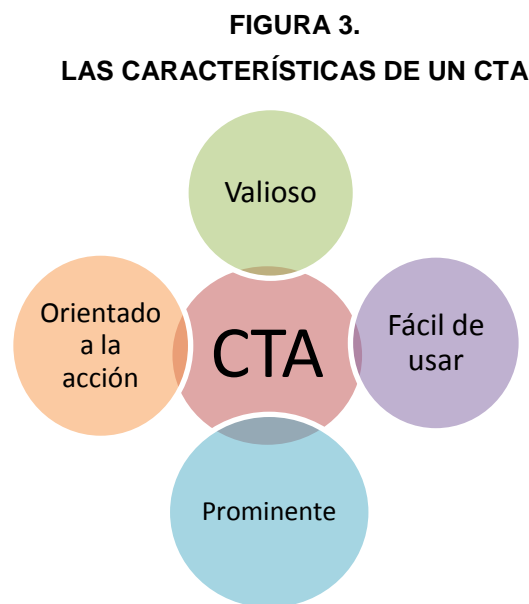 FIGURA 3.
LAS CARACTERÍSTICAS DE UN CTA
Valioso
Orientado
a la
acción
CTA
Fácil de
usar
Prominente